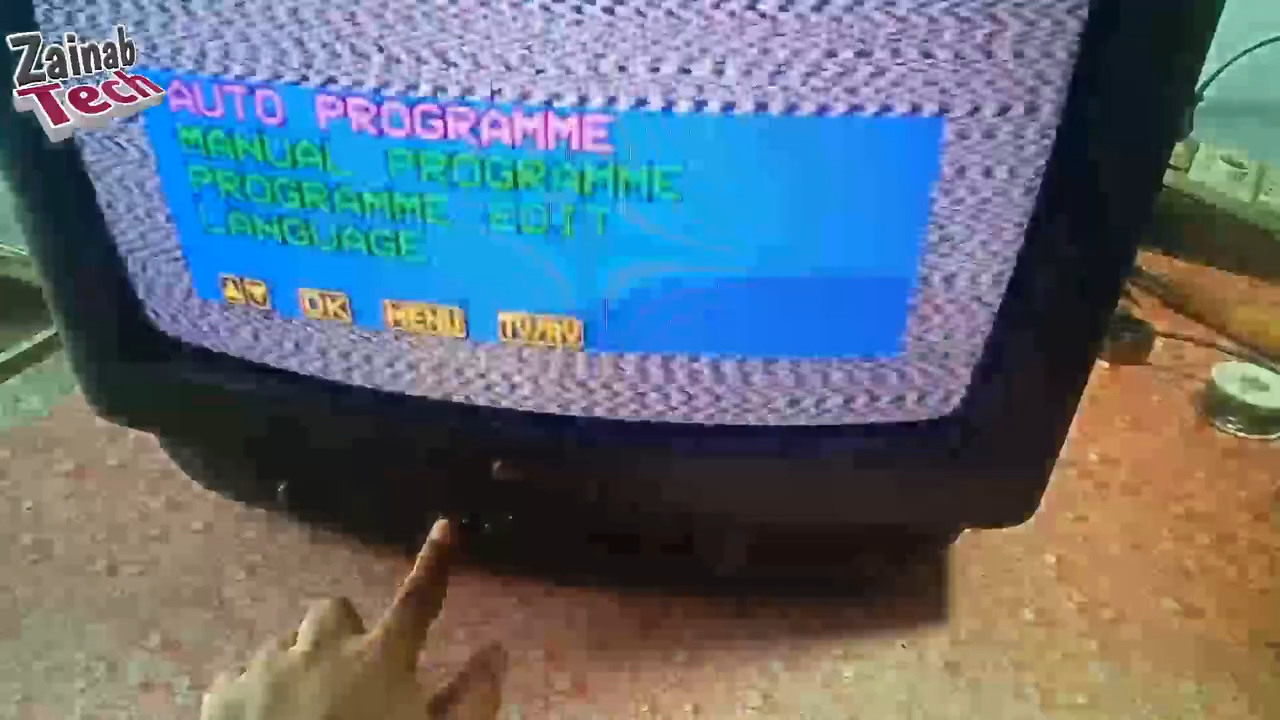 Zainab
Tech
AUTO PROGRAMME
MANUAL PROGRAMME
PROGRAMME EDIT
LANGUAGE
▲▼ OK MENU TV/AV